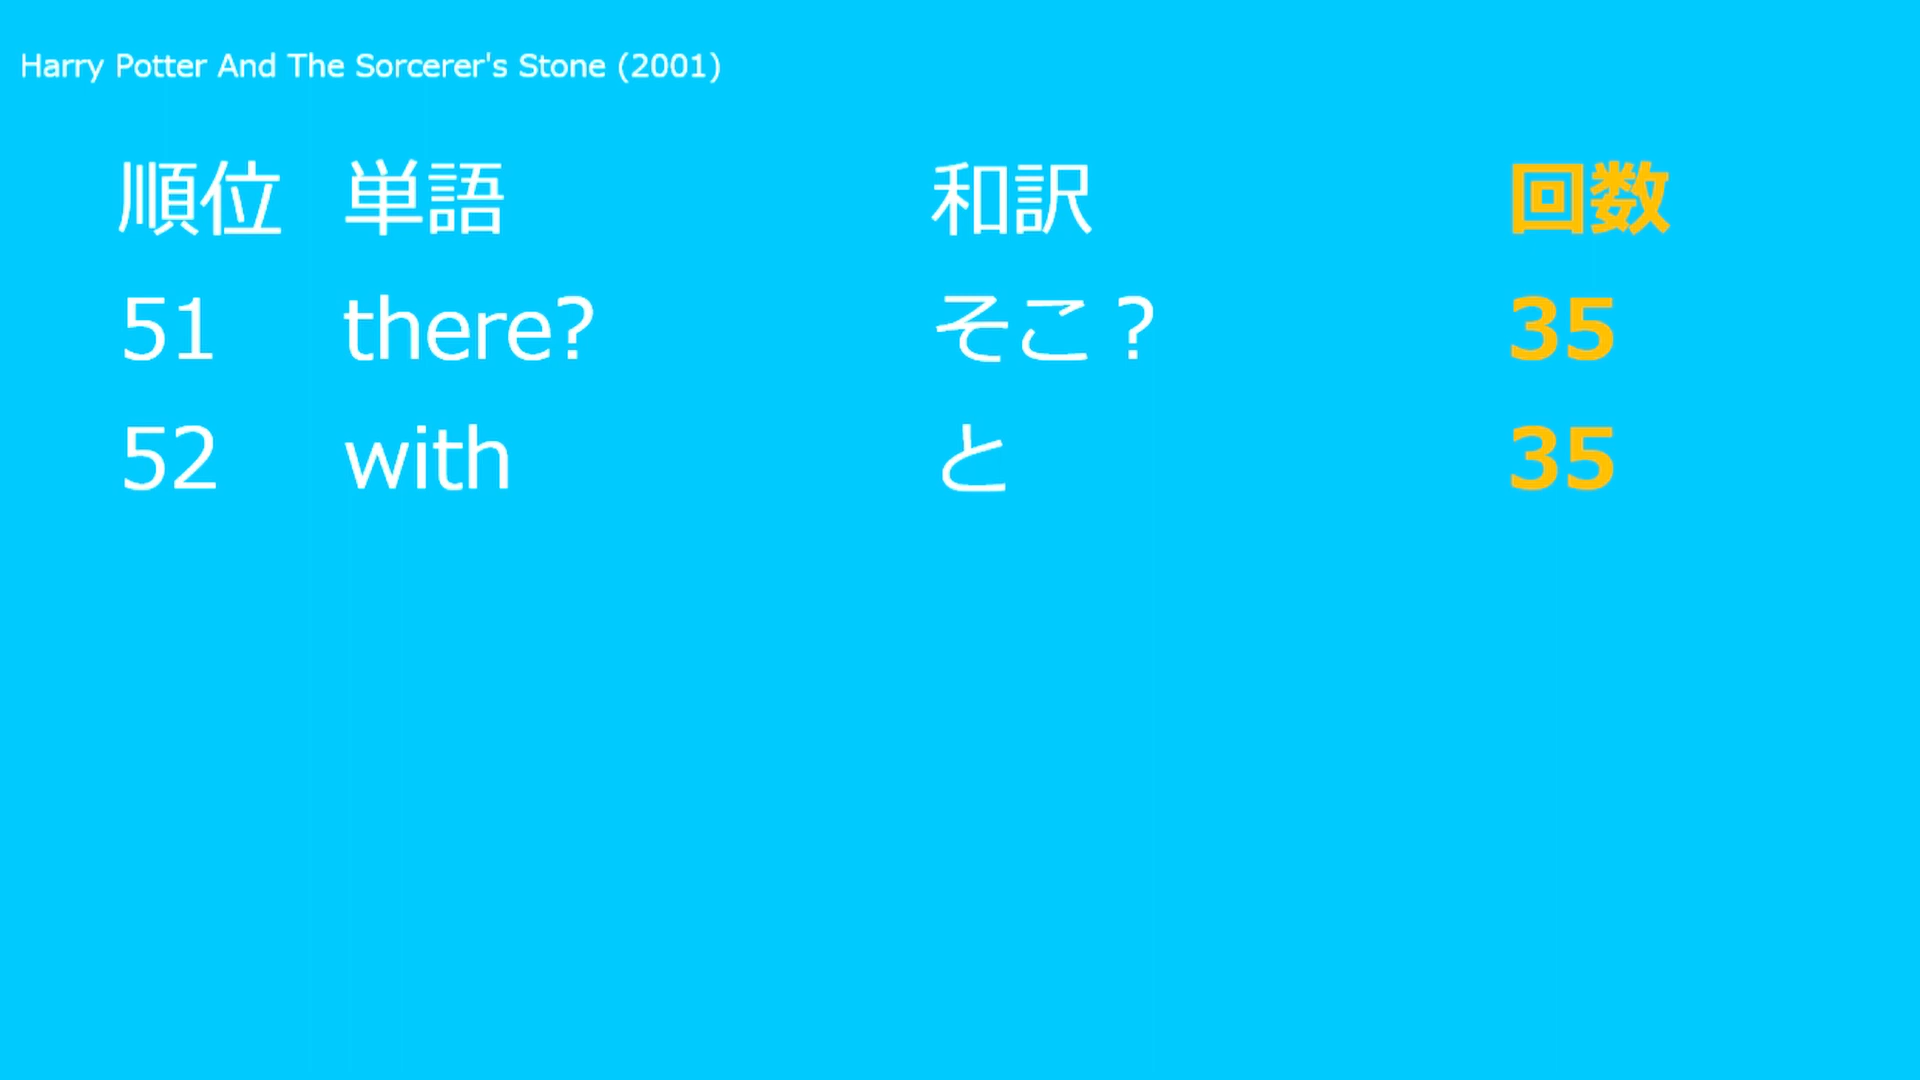 Harry Potter And The Sorcerer's Stone (2001)
順位 単語 和訳 回数
51 there? そこ？ 35
52 with と 35